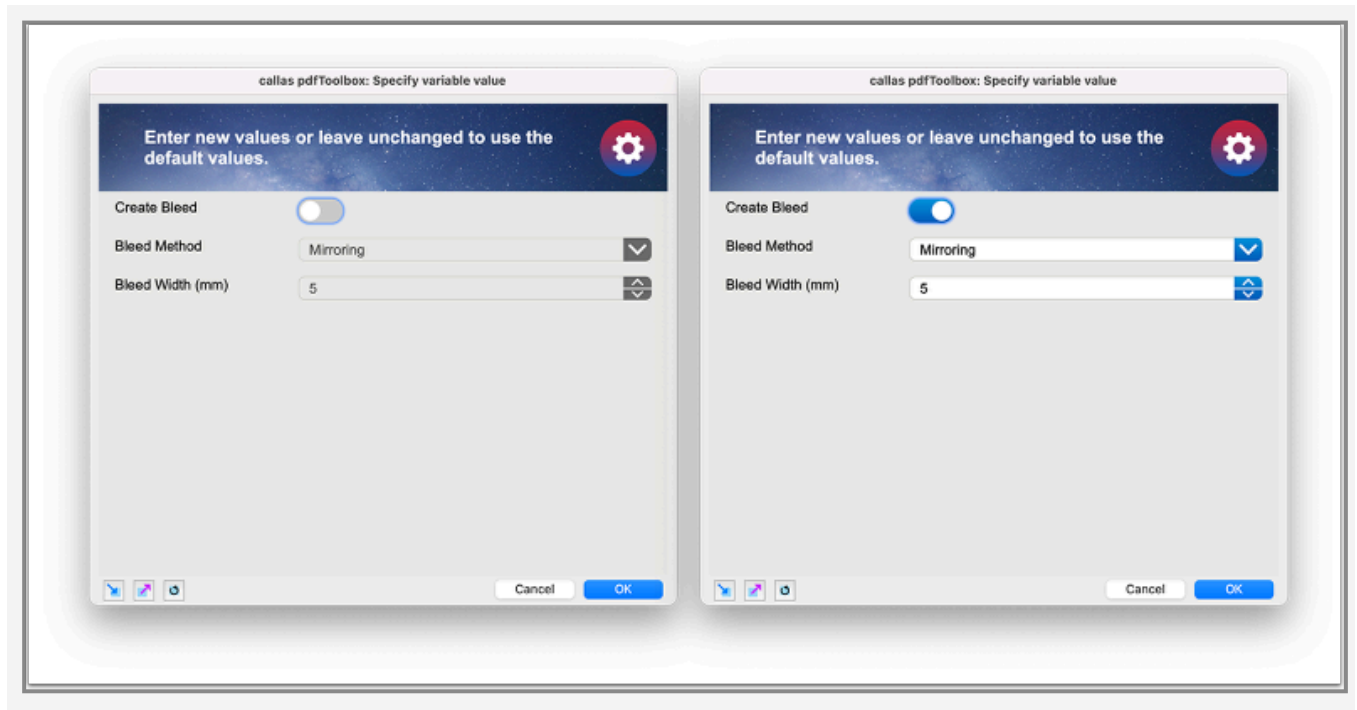 callas pdfToolbox: Specify variable value
Enter new values or leave unchanged to use the
default values.
Create Bleed
Bleed Method
Mirroring
Bleed Width (mm)
5
Cancel
OK
callas pdfToolbox: Specify variable value
Enter new values or leave unchanged to use the
default values.
Create Bleed
Bleed Method
Mirroring
Bleed Width (mm)
5
Cancel
OK